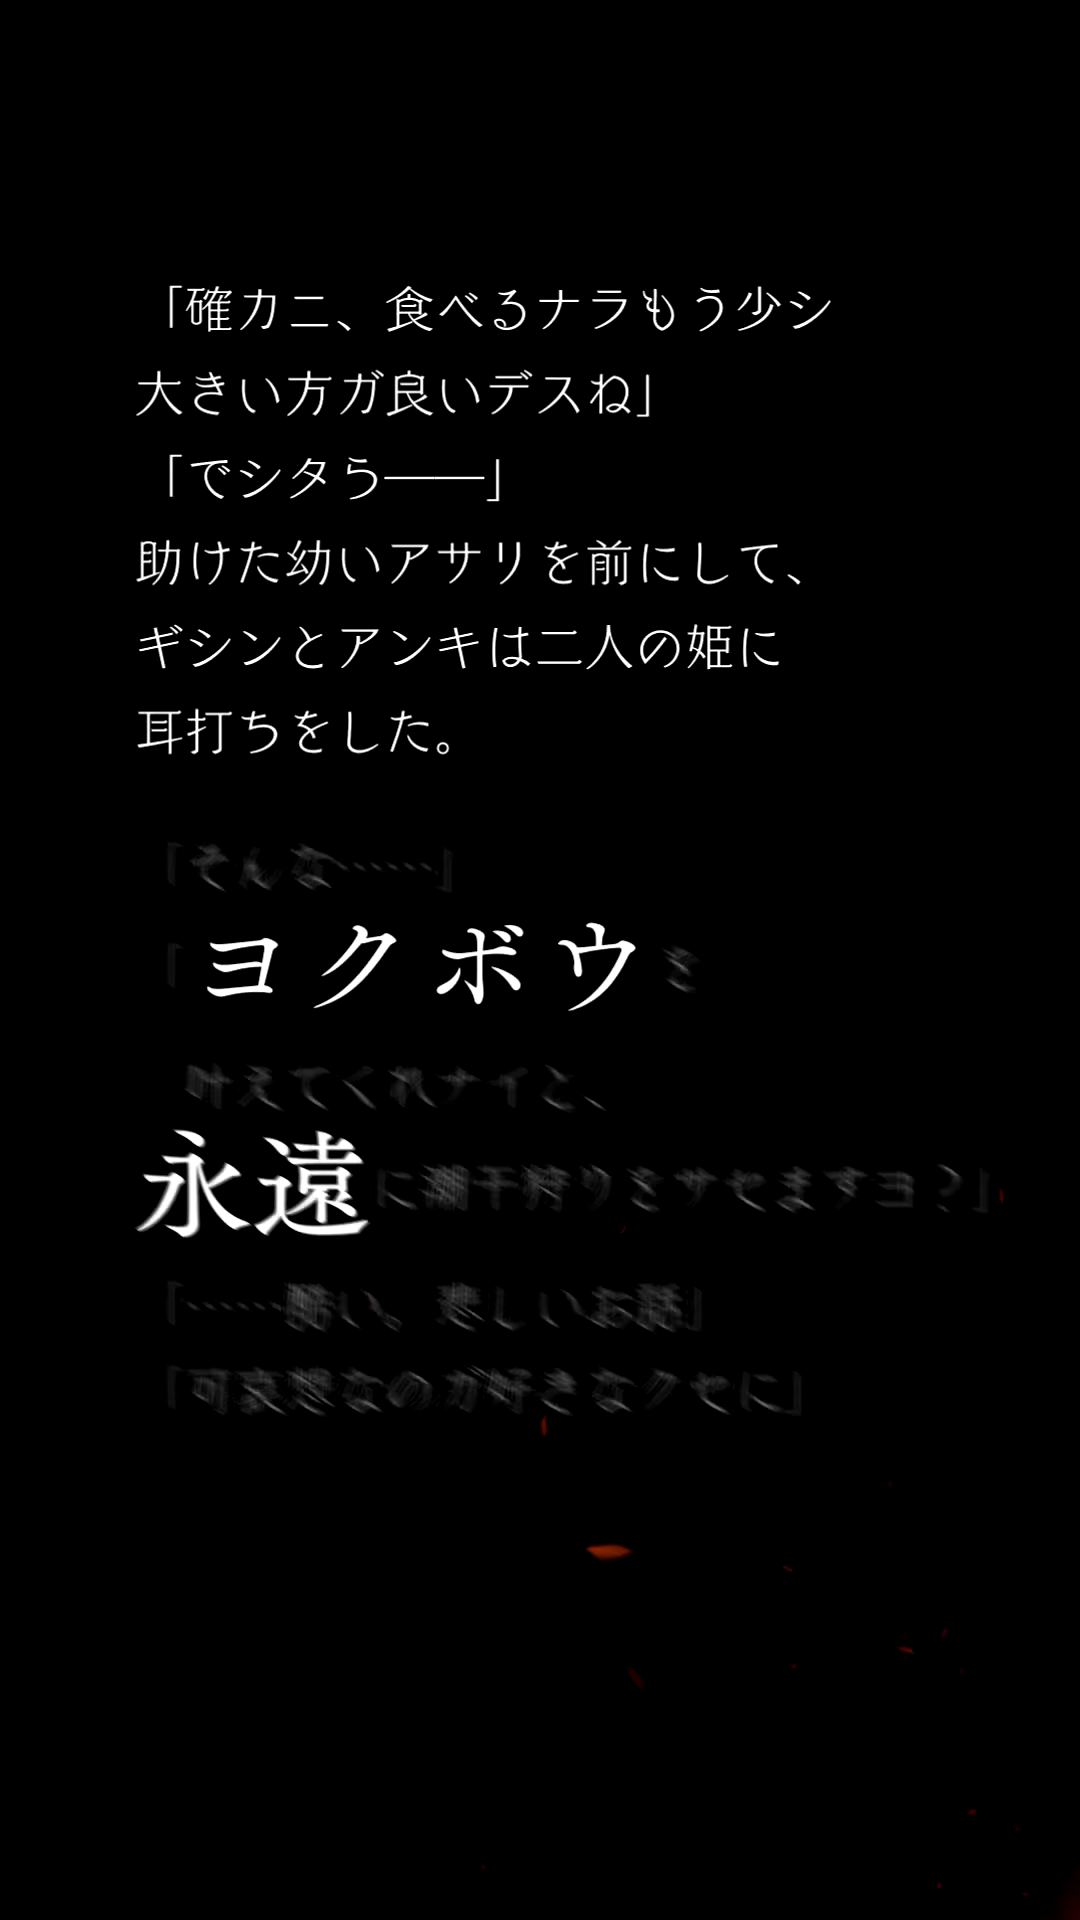 「確カニ、食べるナラもう少シ
大きい方ガ良いデスね」
「でシタら――」
助けた幼いアサリを前にして、
ギシンとアンキは二人の姫に
耳打ちをした。
「そんな……」
「ヨクボウを
叶えてくれナイと、
永遠に潮干狩りをサセますヨ？」
「……酷い。悲しいお話」
「可哀想なのガ好きなクセに」